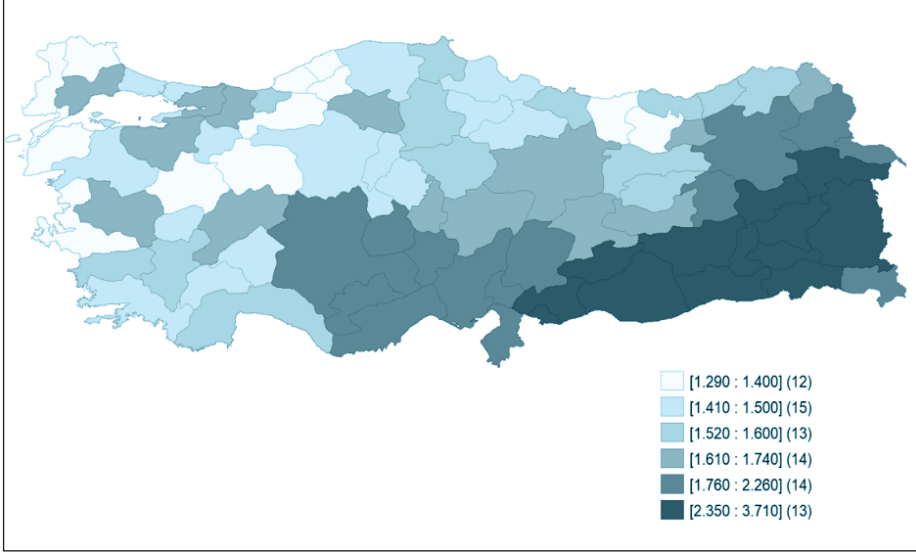 [1.290 : 1.400] (12)
[1.410 : 1.500] (15)
[1.520 : 1.600] (13)
[1.610 : 1.740] (14)
[1.760 : 2.260] (14)
[2.350 : 3.710] (13)